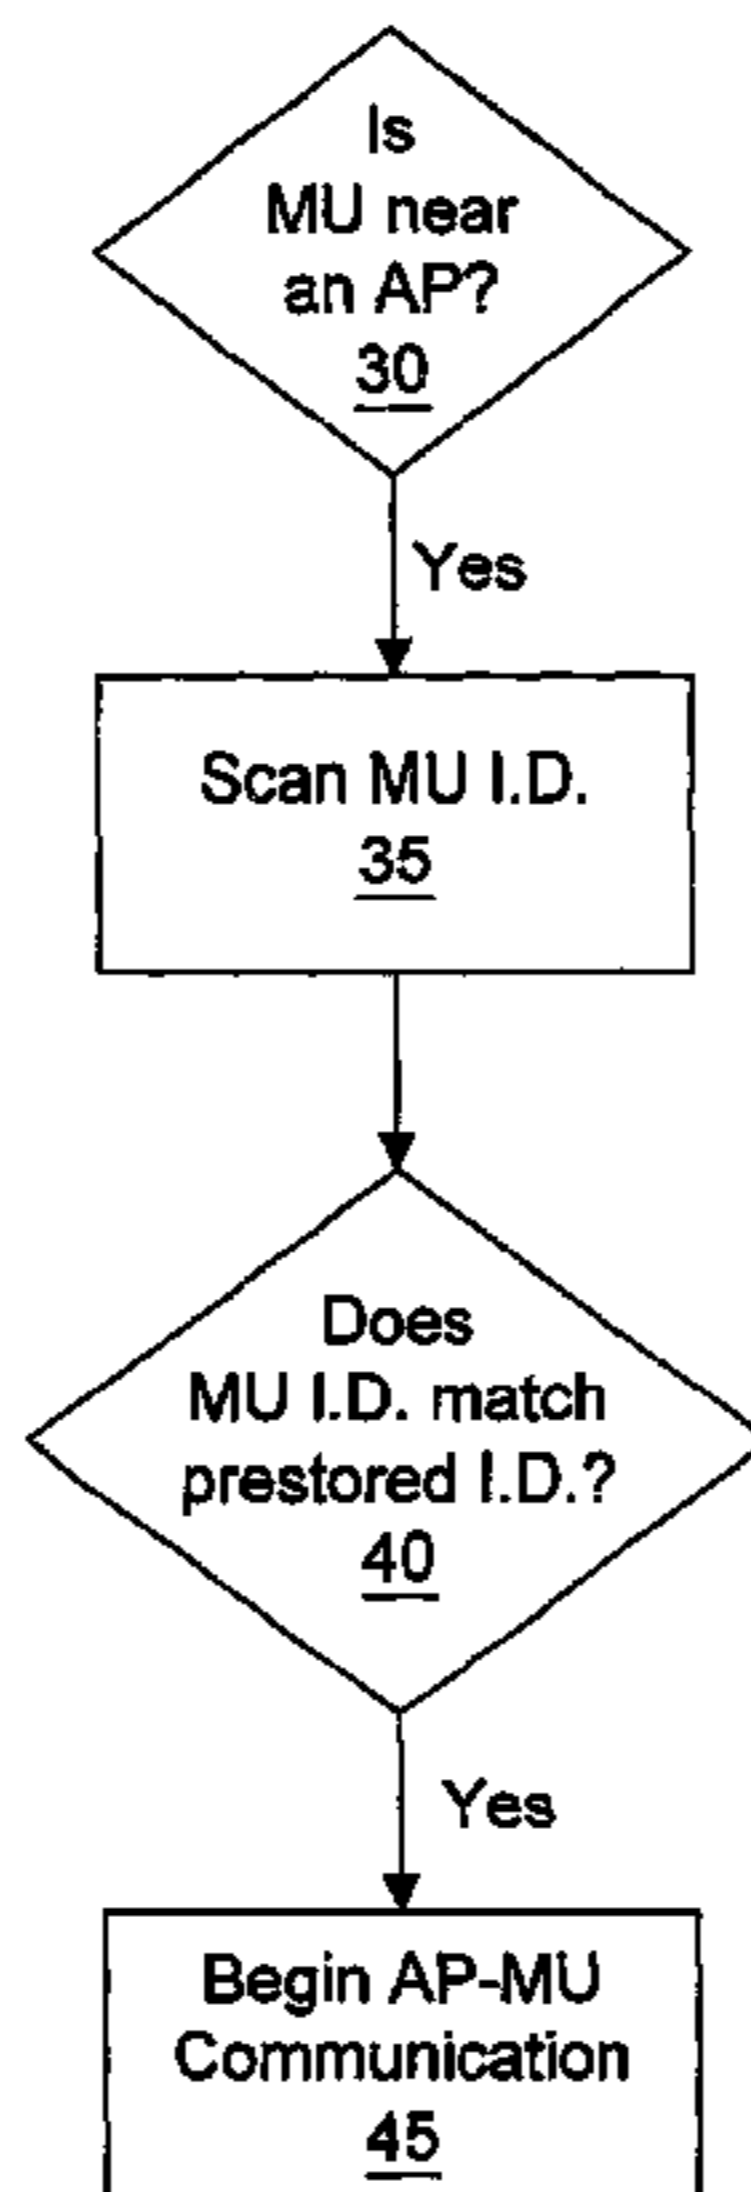 Is
MU near
an AP?
30
Yes
Scan MU I.D.
35
Does
MU I.D. match
prestored I.D.?
40
Yes
Begin AP-MU
Communication
45